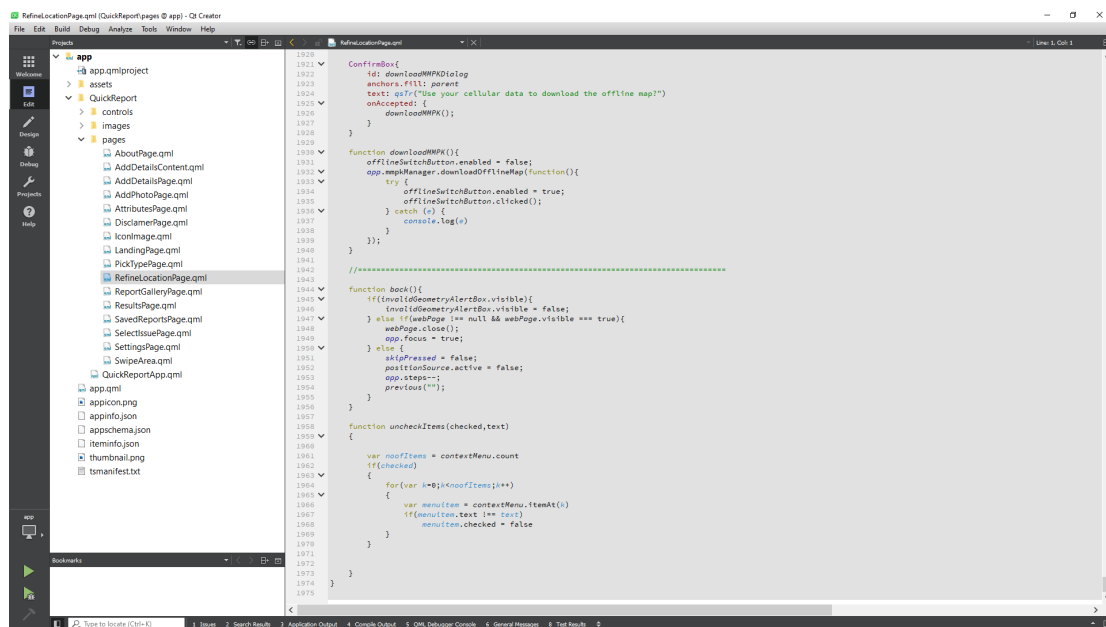 RefineLocationPage.qml (QuickReport\pages @ app) - Qt Creator
File Edit Build Debug Analyze Tools Window Help
Projects
RefineLocationPage.qml
Line: 1, Col: 1
Welcome
Edit
Design
Debug
Projects
Help
app
app
app.qmlproject
assets
QuickReport
controls
images
pages
AboutPage.qml
AddDetailsContent.qml
AddDetailsPage.qml
AddPhotoPage.qml
AttributesPage.qml
DisclamerPage.qml
IconImage.qml
LandingPage.qml
PickTypePage.qml
RefineLocationPage.qml
ReportGalleryPage.qml
ResultsPage.qml
SavedReportsPage.qml
SelectIssuePage.qml
SettingsPage.qml
SwipeArea.qml
QuickReportApp.qml
app.qml
appicon.png
appinfo.json
appschema.json
iteminfo.json
thumbnail.png
tsmanifest.txt
Bookmarks
1920
1921 ConfirmBox{
1922 id: downloadMMPKDialog
1923 anchors.fill: parent
1924 text: qsTr("Use your cellular data to download the offline map?")
1925 onAccepted: {
1926 downloadMMPK();
1927 }
1928 }
1929
1930 function downloadMMPK(){
1931 offlineSwitchButton.enabled = false;
1932 app.mmpkManager.downloadOfflineMap(function(){
1933 try {
1934 offlineSwitchButton.enabled = true;
1935 offlineSwitchButton.clicked();
1936 } catch (e) {
1937 console.log(e)
1938 }
1939 });
1940 }
1941
1942 //================================================================================
1943
1944 function back(){
1945 if(invalidGeometryAlertBox.visible){
1946 invalidGeometryAlertBox.visible = false;
1947 } else if(webPage !== null && webPage.visible === true){
1948 webPage.close();
1949 app.focus = true;
1950 } else {
1951 skipPressed = false;
1952 positionSource.active = false;
1953 app.steps--;
1954 previous("");
1955 }
1956 }
1957
1958 function uncheckItems(checked,text)
1959 {
1960
1961 var noofItems = contextMenu.count
1962 if(checked)
1963 {
1964 for(var k=0;k<noofItems;k++)
1965 {
1966 var menuitem = contextMenu.itemAt(k)
1967 if(menuitem.text !== text)
1968 menuitem.checked = false
1969 }
1970 }
1971
1972
1973 }
1974 }
1975
Type to locate (Ctrl+K)
1 Issues 2 Search Results 3 Application Output 4 Compile Output 5 QML Debugger Console 6 General Messages 8 Test Results